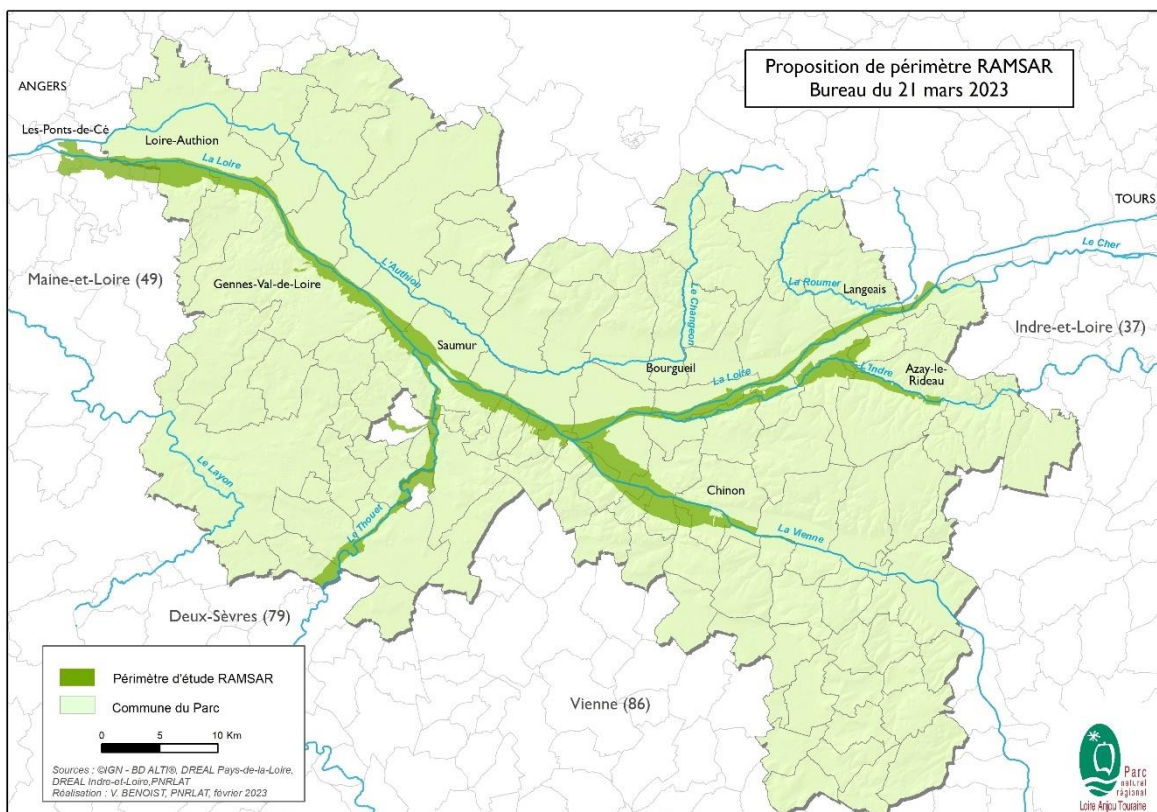 Proposition de périmètre RAMSAR
Bureau du 21 mars 2023
ANGERS
Les-Ponts-de-Cé
Loire-Authion
La Loire
TOURS
Le Cher
Maine-et-Loire (49)
L'Authion
Gennes-Val-de-Loire
Le Changeon
La Roumer
Langeais
Indre-et-Loire (37)
Saumur
Bourgueil
La Loire
L'Indre
Azay-le-
Rideau
Le Layon
Chinon
Le Thouet
La Vienne
Deux-Sèvres (79)
Vienne (86)
Périmètre d'étude RAMSAR
Commune du Parc
0 5 10 Km
Sources : ©IGN - BD ALTI®, DREAL Pays-de-la-Loire,
DREAL Indre-et-Loire,PNRLAT
Réalisation : V. BENOIST, PNRLAT, février 2023
Parc
naturel
régional
Loire Anjou Touraine